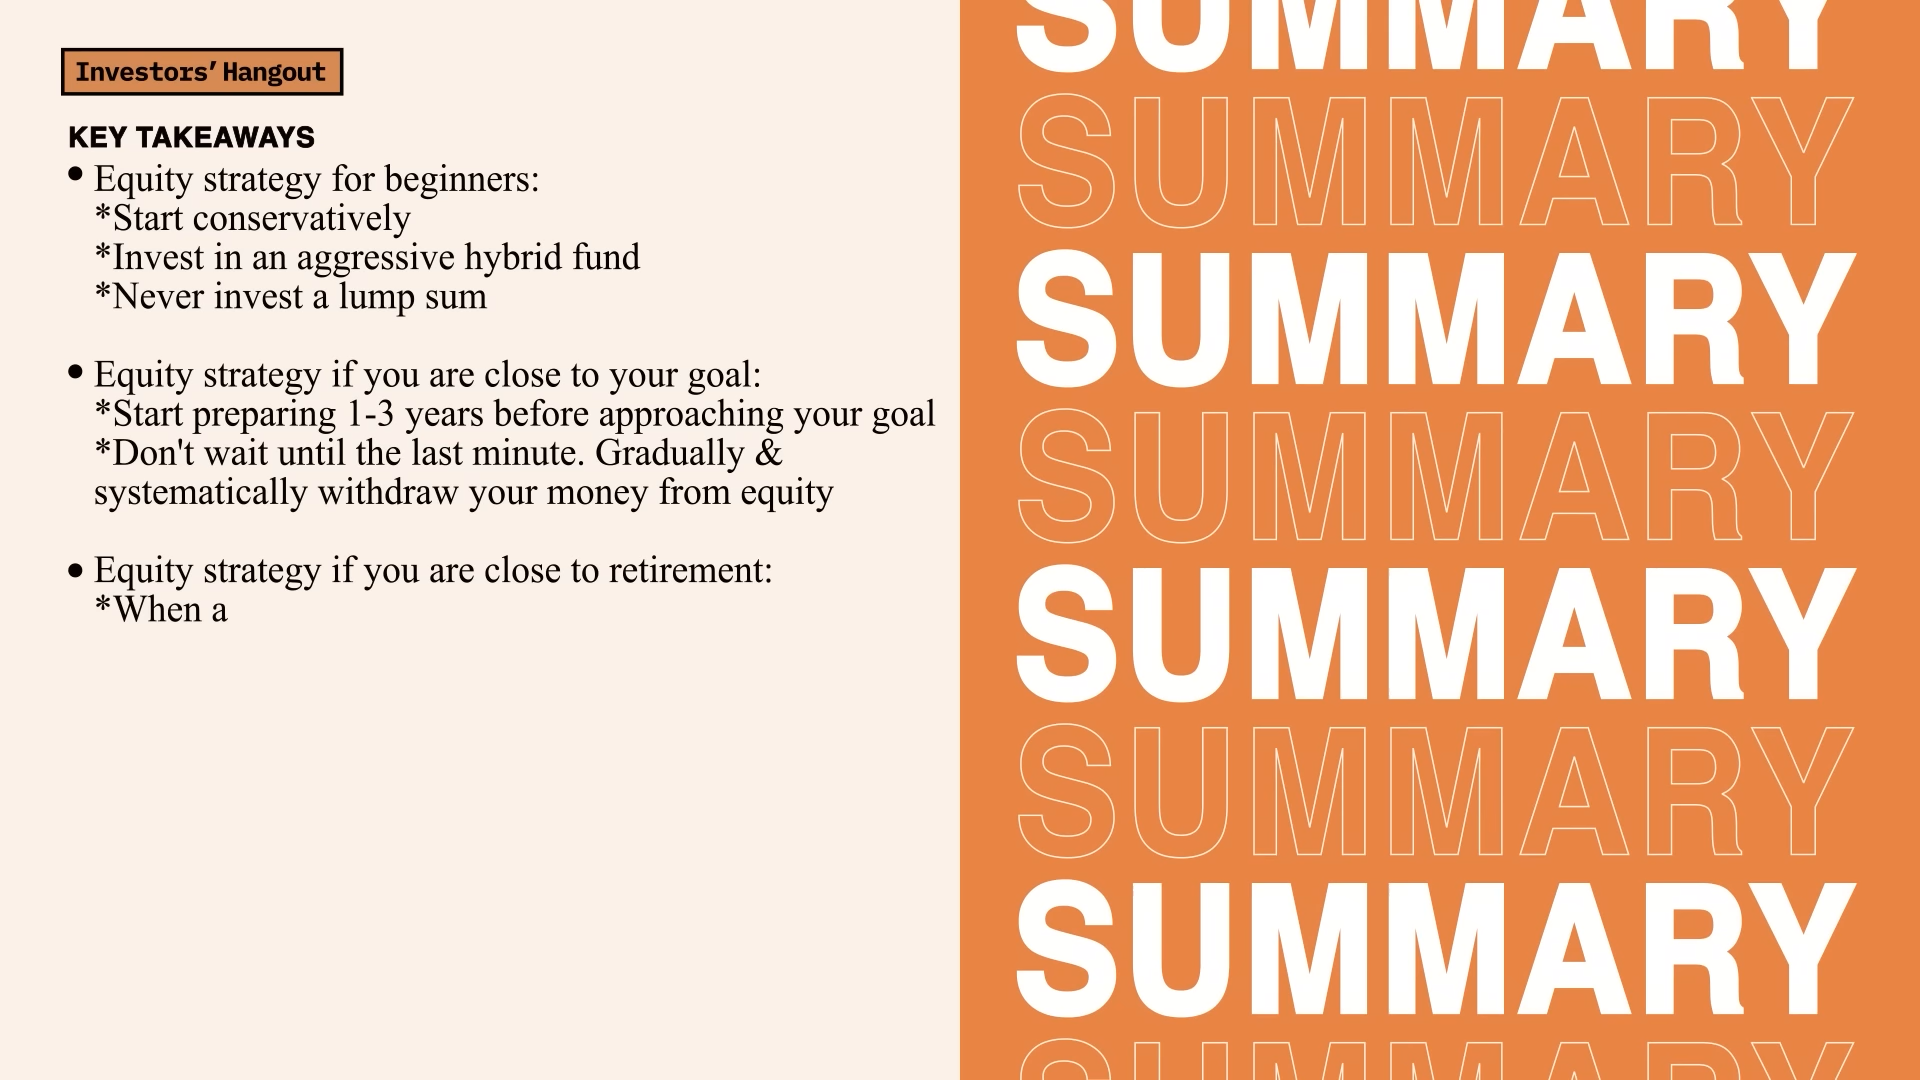 Investors' Hangout
KEY TAKEAWAYS
• Equity strategy for beginners:
*Start conservatively
*Invest in an aggressive hybrid fund
*Never invest a lump sum
• Equity strategy if you are close to your goal:
*Start preparing 1-3 years before approaching your goal
*Don't wait until the last minute. Gradually &
systematically withdraw your money from equity
• Equity strategy if you are close to retirement:
*When a
SUMMARY
SUMMARY
SUMMARY
SUMMARY
SUMMARY
SUMMARY
SUMMARY
SUMMARY